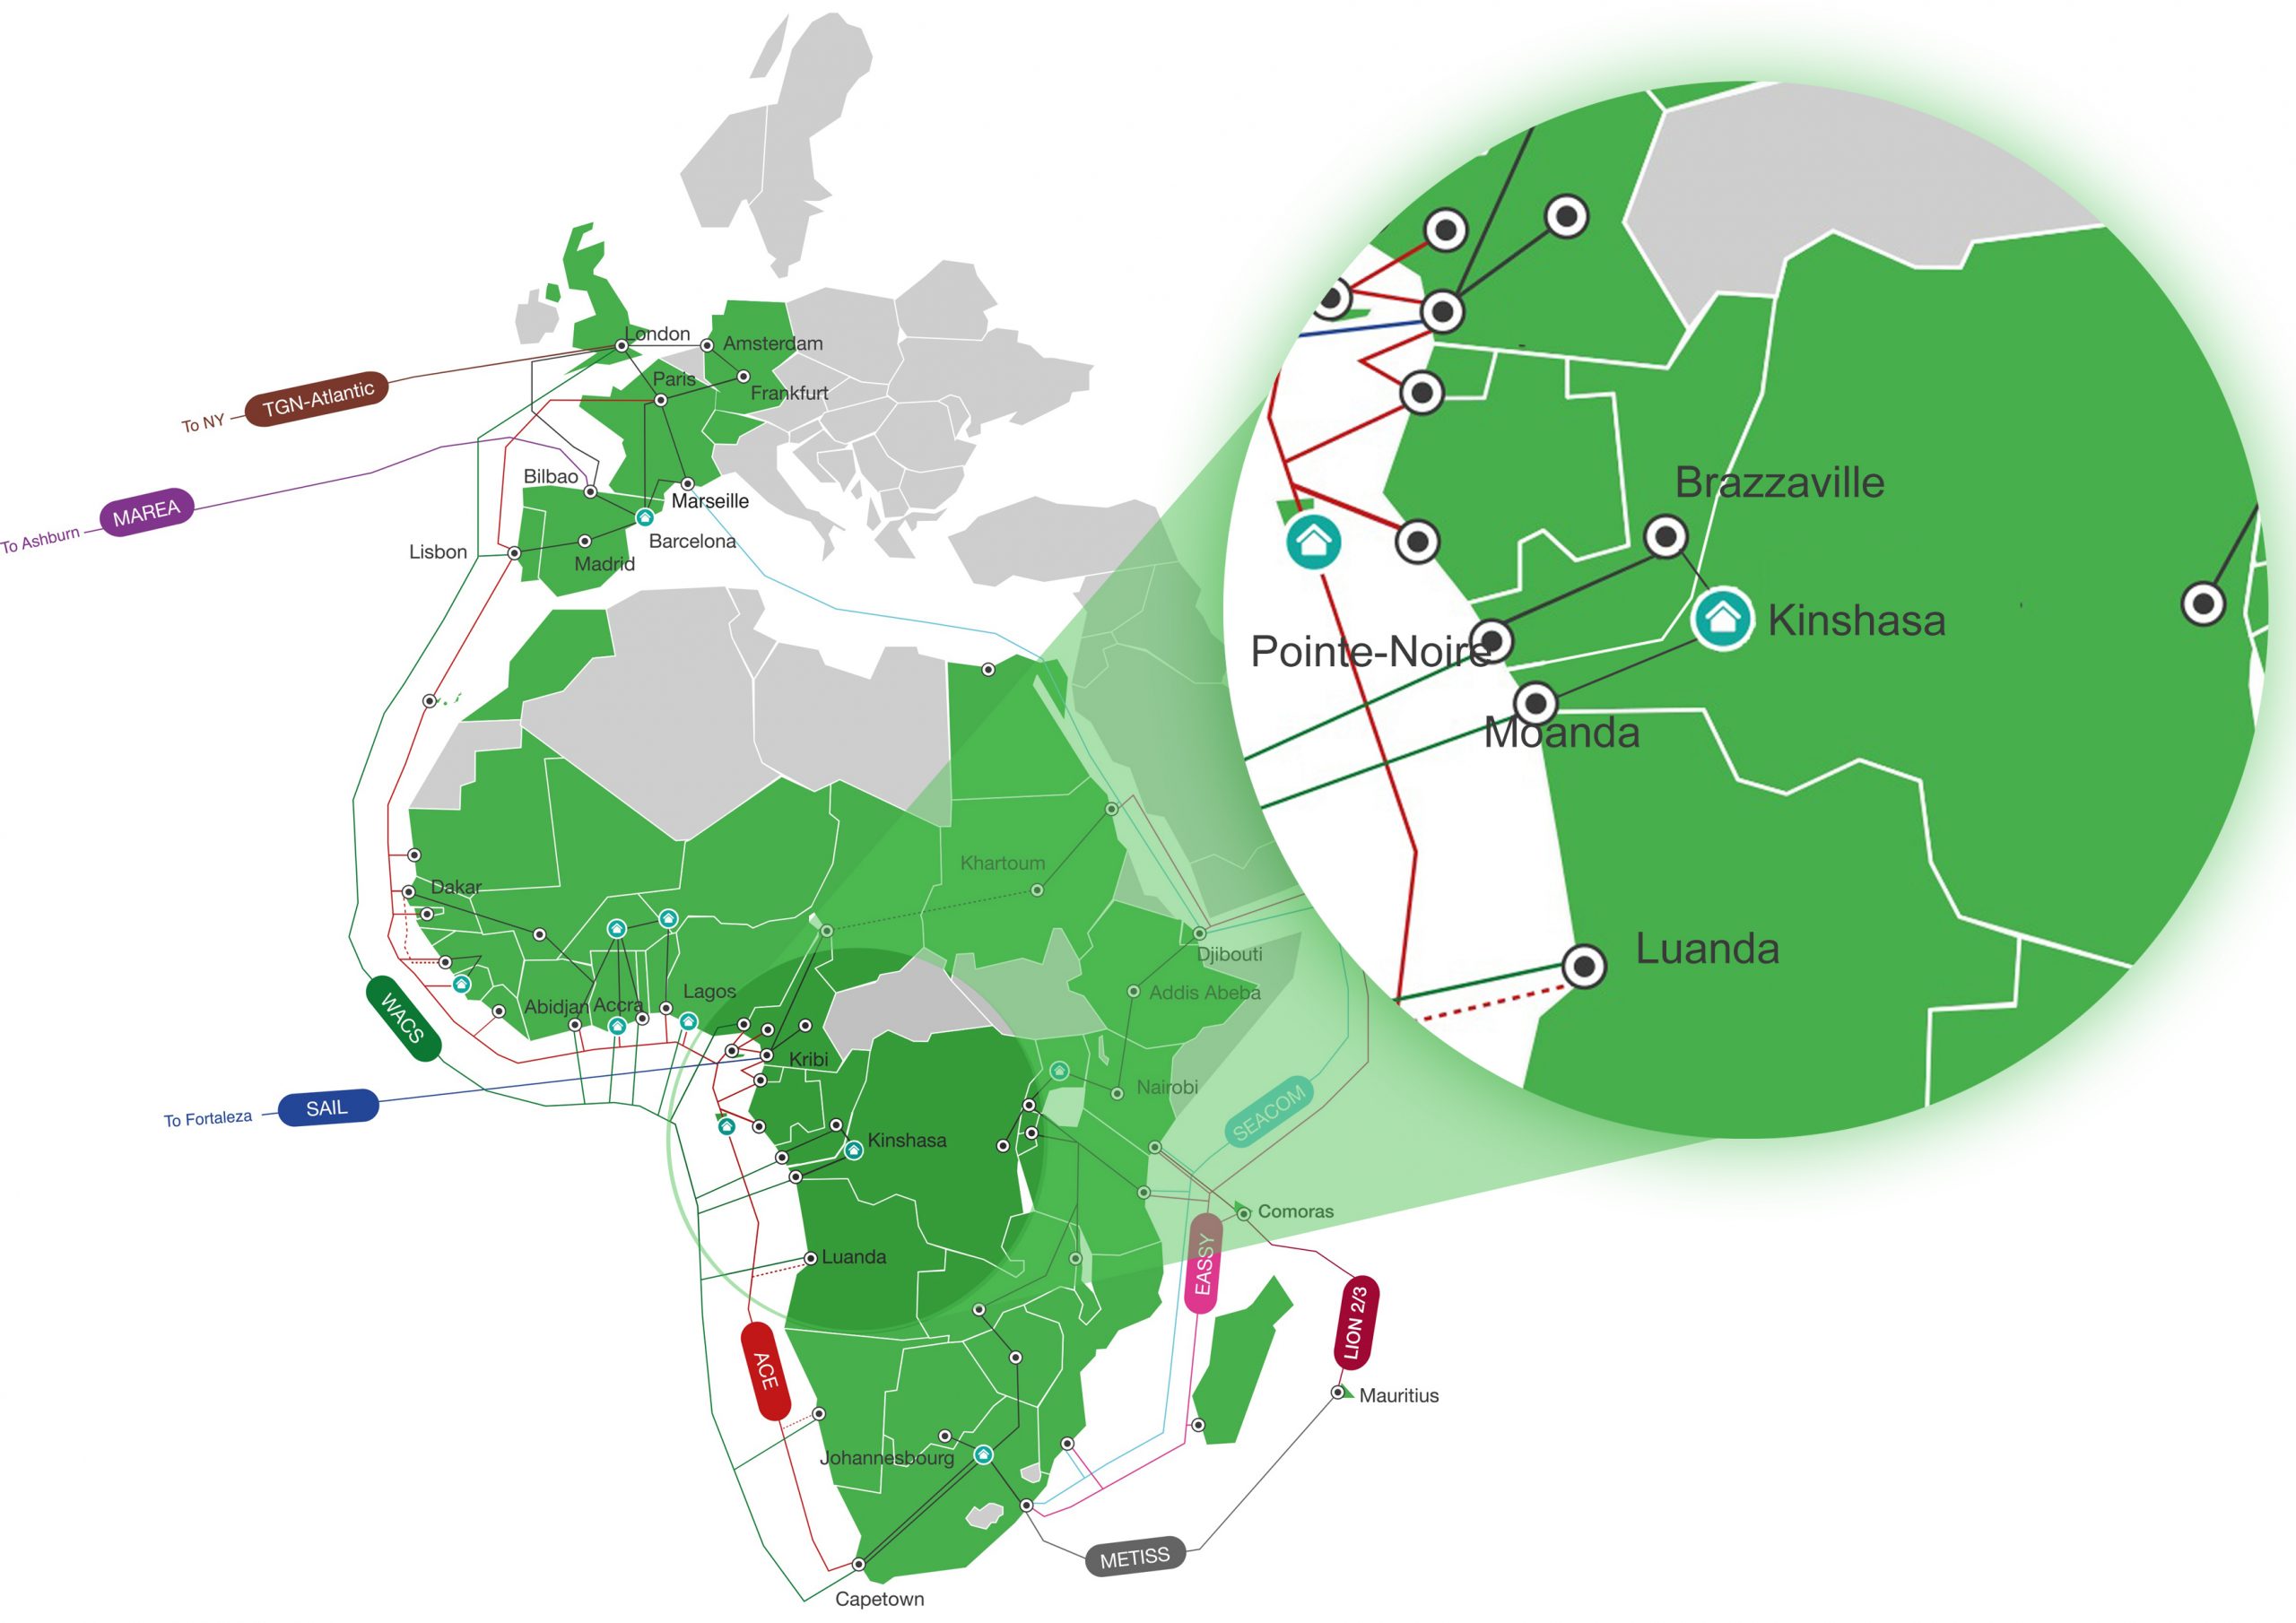 London
Amsterdam
TGN-Atlantic
To NY
Paris
Frankfurt
MAREA
To Ashburn
Bilbao
Marseille
Barcelona
Lisbon
Madrid
Brazzaville
Kinshasa
Pointe-Noire
Moanda
Luanda
Khartoum
Dakar
Djibouti
Addis Abeba
Lagos
Abidjan
Accra
WACS
Kribi
Nairobi
SEACOM
SAIL
To Fortaleza
Kinshasa
Comoras
EASSY
Luanda
LION 2/3
ACE
Mauritius
Johannesbourg
METISS
Capetown